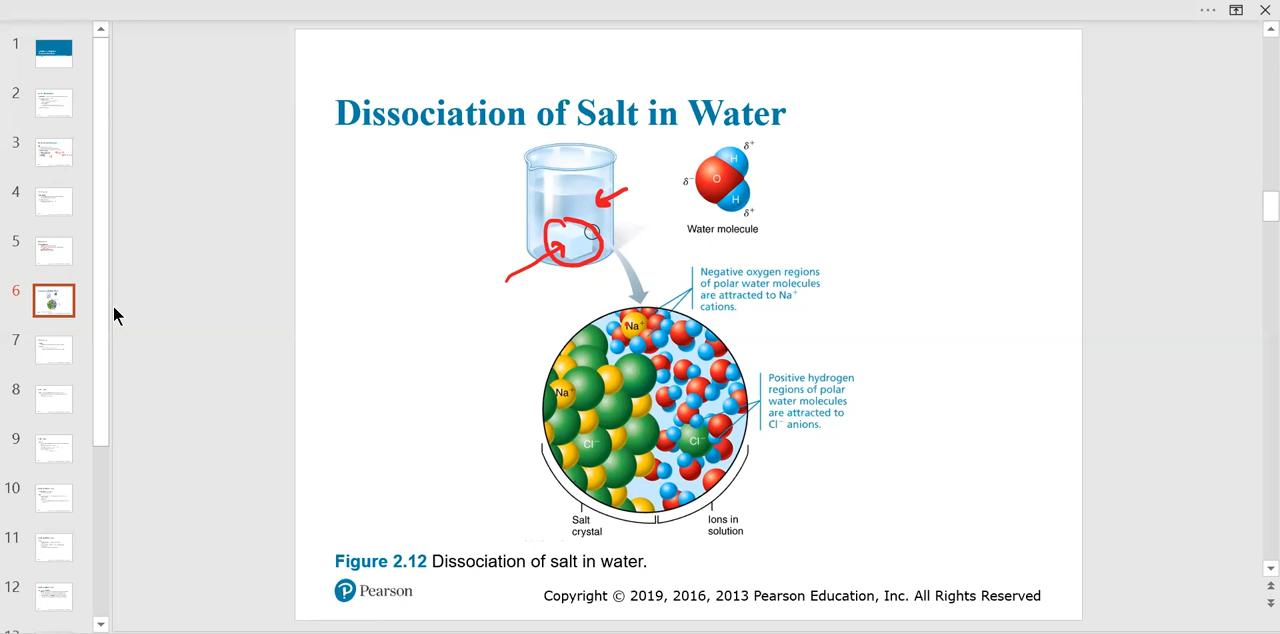 1
2
3
4
5
6
7
8
9
10
11
12
Dissociation of Salt in Water
δ+
H
δ−
O
H
δ+
Water molecule
Negative oxygen regions
of polar water molecules
are attracted to Na+
cations.
Na+
Positive hydrogen
regions of polar
water molecules
are attracted to
Cl− anions.
Na+
Cl−
Cl−
Salt
crystal
Ions in
solution
Figure 2.12 Dissociation of salt in water.
Pearson
Copyright © 2019, 2016, 2013 Pearson Education, Inc. All Rights Reserved